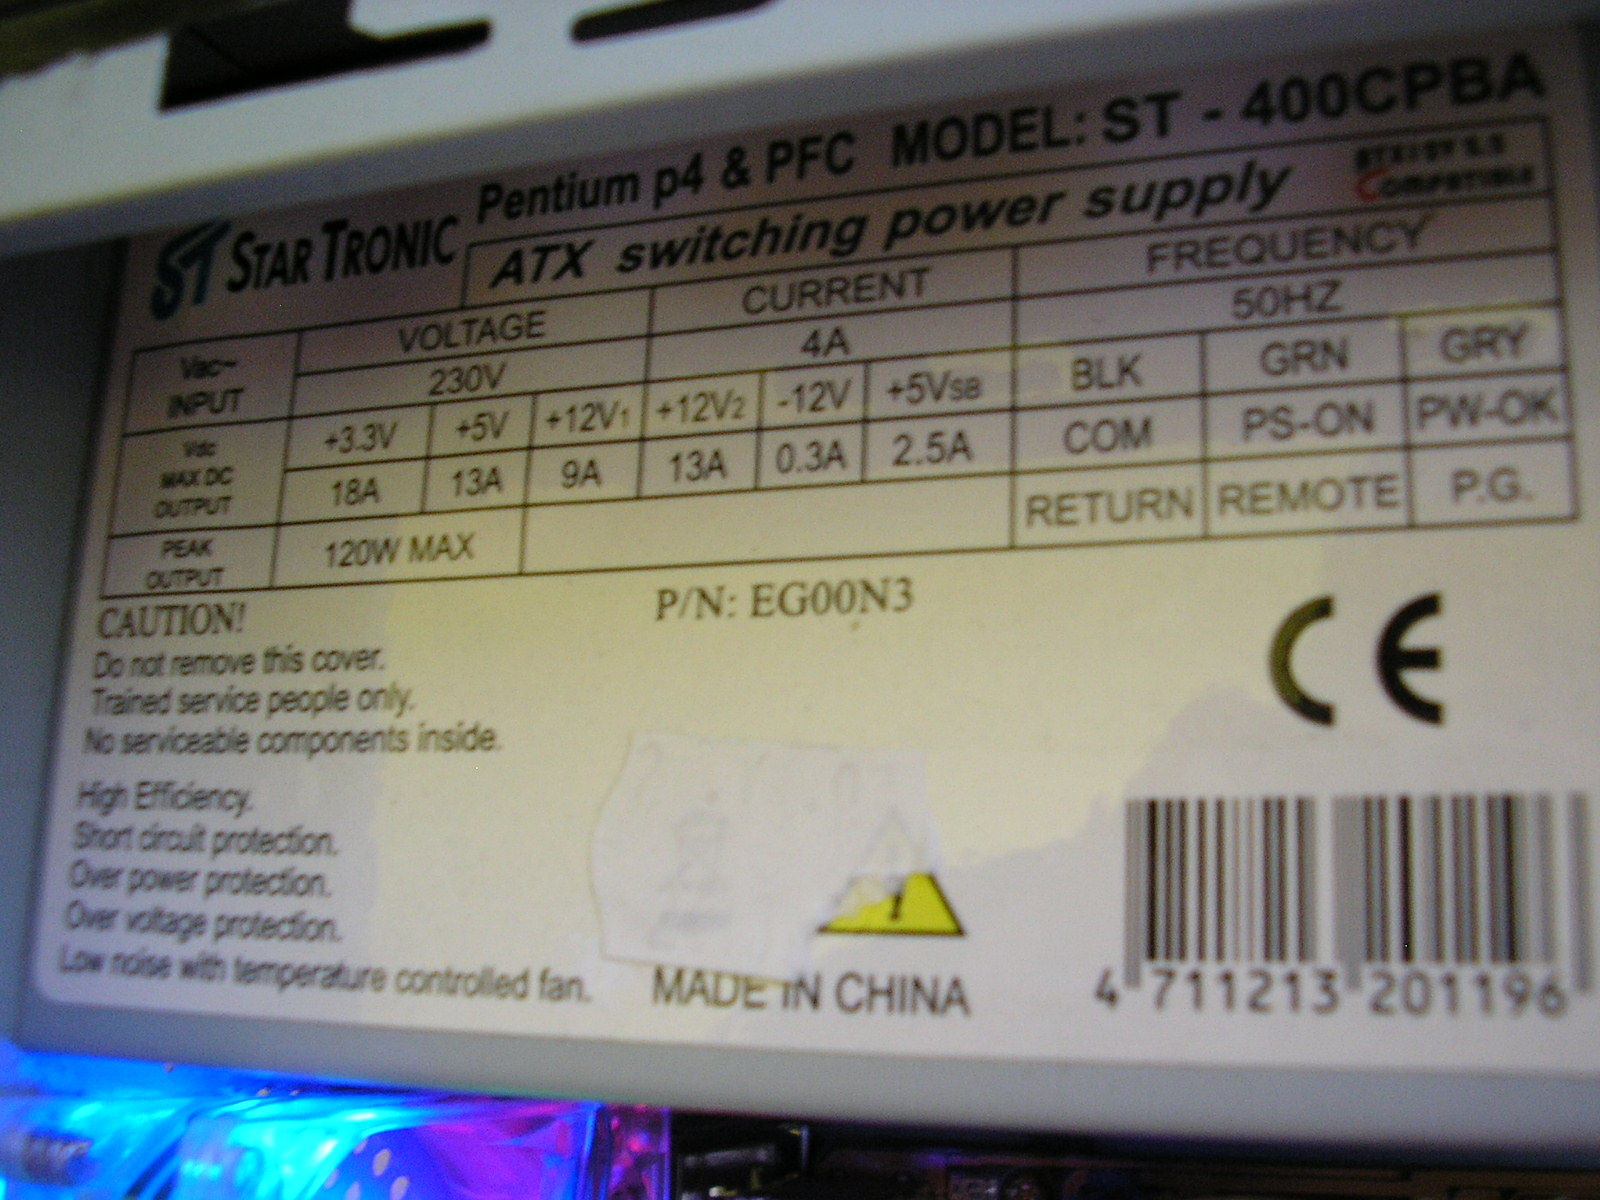 Pentium p4 & PFC MODEL: ST - 400CPBA
ST STAR TRONIC
ATX switching power supply
COMPATIBLE
Vac~ INPUT
VOLTAGE CURRENT FREQUENCY
230V 4A 50HZ
Vdc MAX DC OUTPUT
+3.3V +5V +12V1 +12V2 -12V +5VSB BLK GRN GRY
18A 13A 9A 13A 0.3A 2.5A COM PS-ON PW-OK
RETURN REMOTE P.G.
PEAK OUTPUT 120W MAX
CAUTION!
P/N: EG00N3
Do not remove this cover.
Trained service people only.
No serviceable components inside.
CE
High Efficiency.
Short circuit protection.
Over power protection.
Over voltage protection.
Low noise with temperature controlled fan.
MADE IN CHINA
4 711213 201196